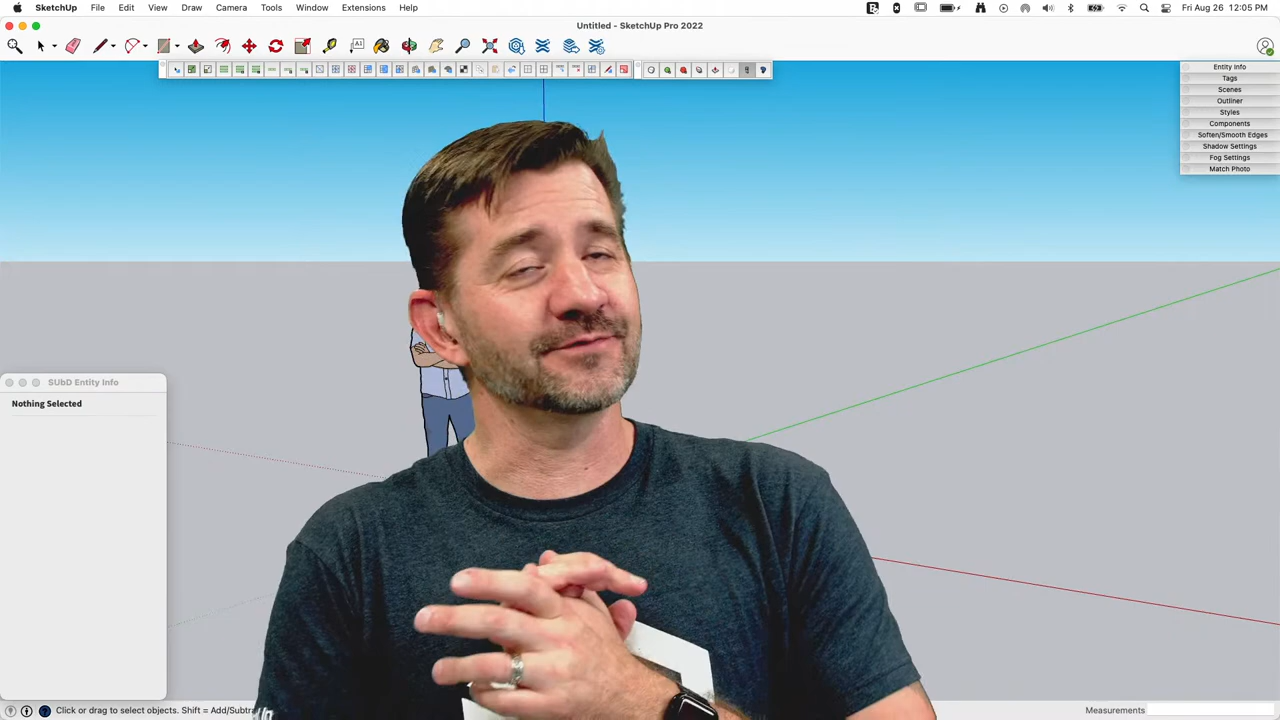 SketchUp File Edit View Draw Camera Tools Window Extensions Help Fri Aug 26 12:05 PM
Untitled - SketchUp Pro 2022
A1
Entity Info
Tags
Scenes
Outliner
Styles
Components
Soften/Smooth Edges
Shadow Settings
Fog Settings
Match Photo
SUbD Entity Info
Nothing Selected
Click or drag to select objects. Shift = Add/Subtra
Measurements